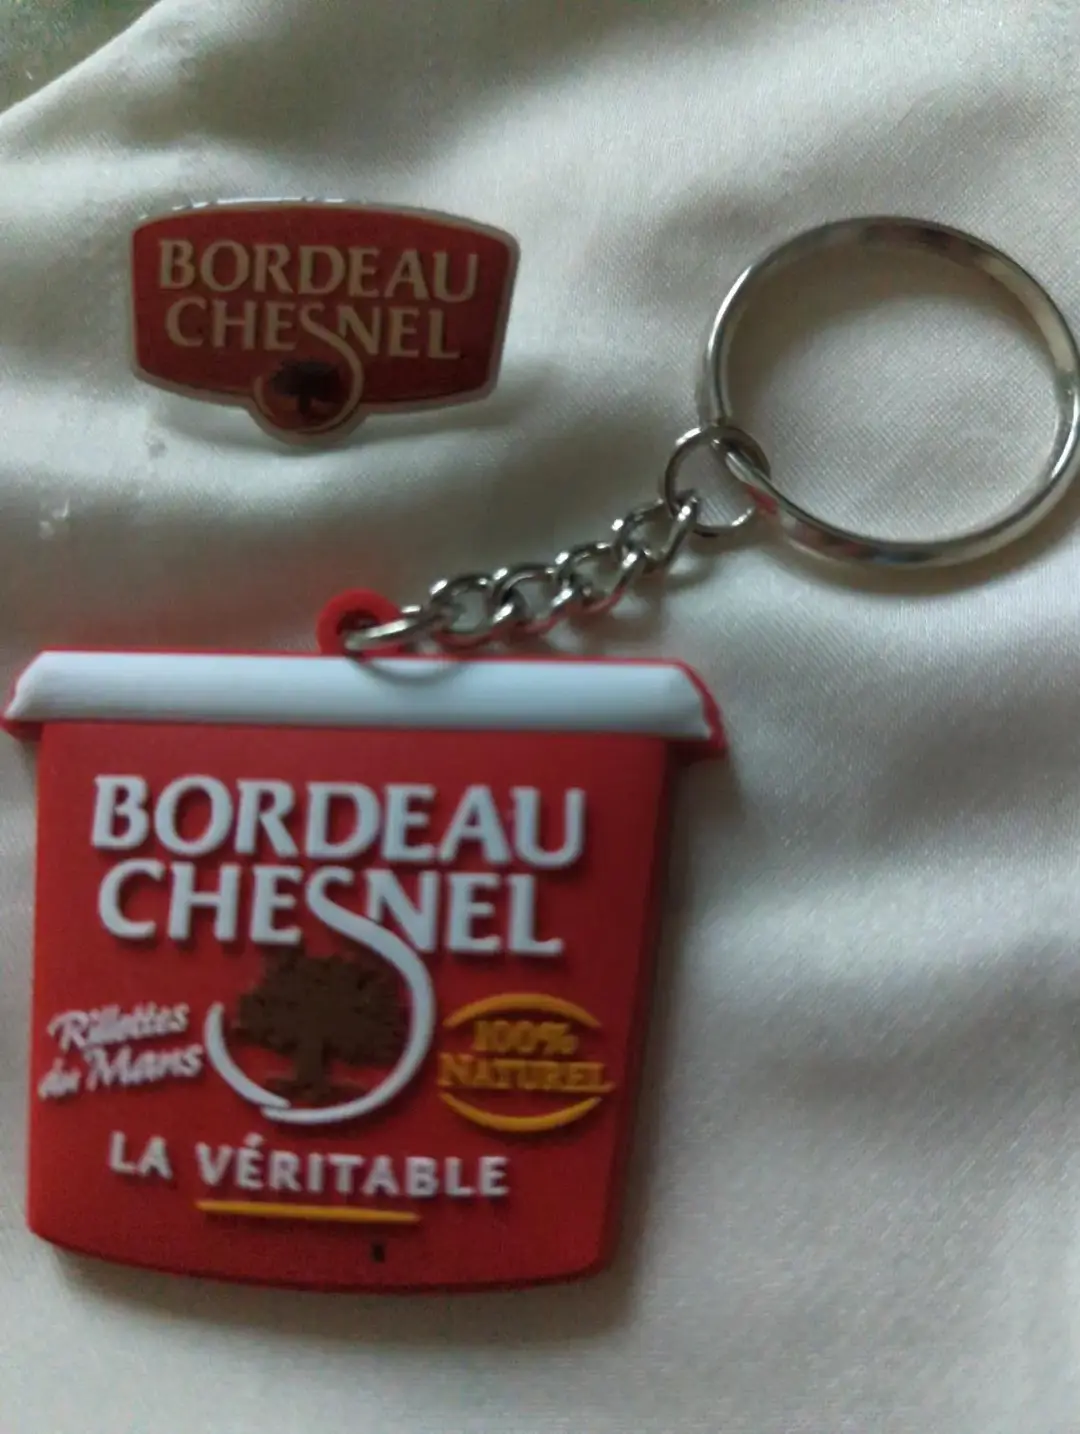 BORDEAU
CHESNEL
BORDEAU
CHESNEL
Rillettes
du Mans
100%
NATUREL
LA VÉRITABLE